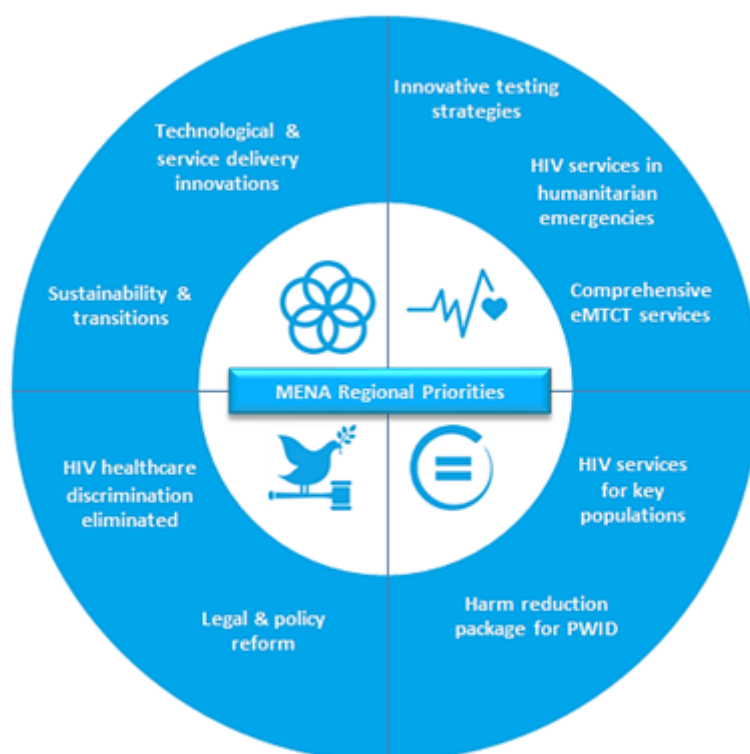 Innovative testing
strategies
Technological &
service delivery
innovations
HIV services in
humanitarian
emergencies
Sustainability &
transitions
Comprehensive
eMTCT services
MENA Regional Priorities
HIV healthcare
discrimination
eliminated
HIV services
for key
populations
Legal & policy
reform
Harm reduction
package for PWID